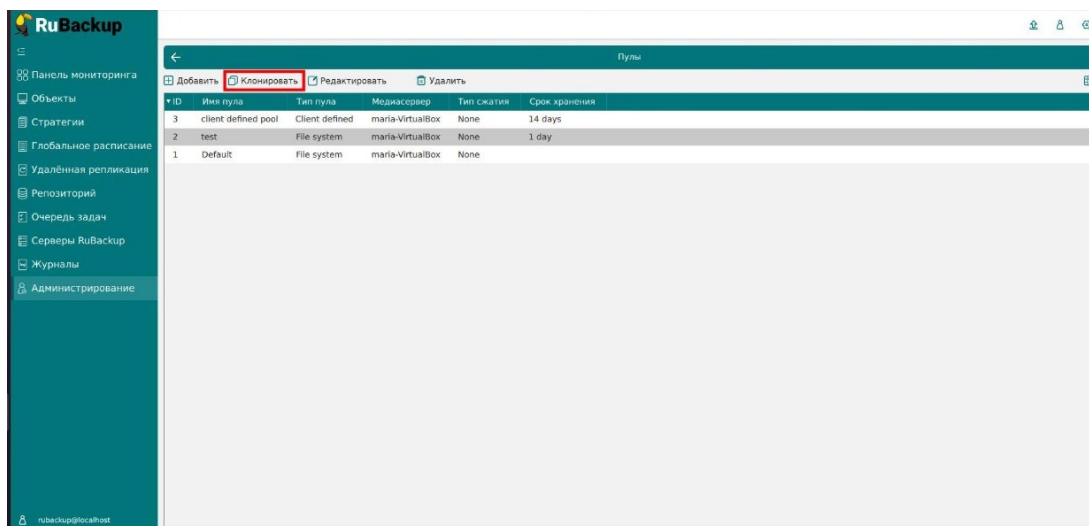 RuBackup
Панель мониторинга
Объекты
Стратегии
Глобальное расписание
Удалённая репликация
Репозиторий
Очередь задач
Серверы RuBackup
Журналы
Администрирование
rubackup@localhost
Пулы
Добавить Клонировать Редактировать Удалить
ID Имя пула Тип пула Медиасервер Тип сжатия Срок хранения
3 client defined pool Client defined maria-VirtualBox None 14 days
2 test File system maria-VirtualBox None 1 day
1 Default File system maria-VirtualBox None